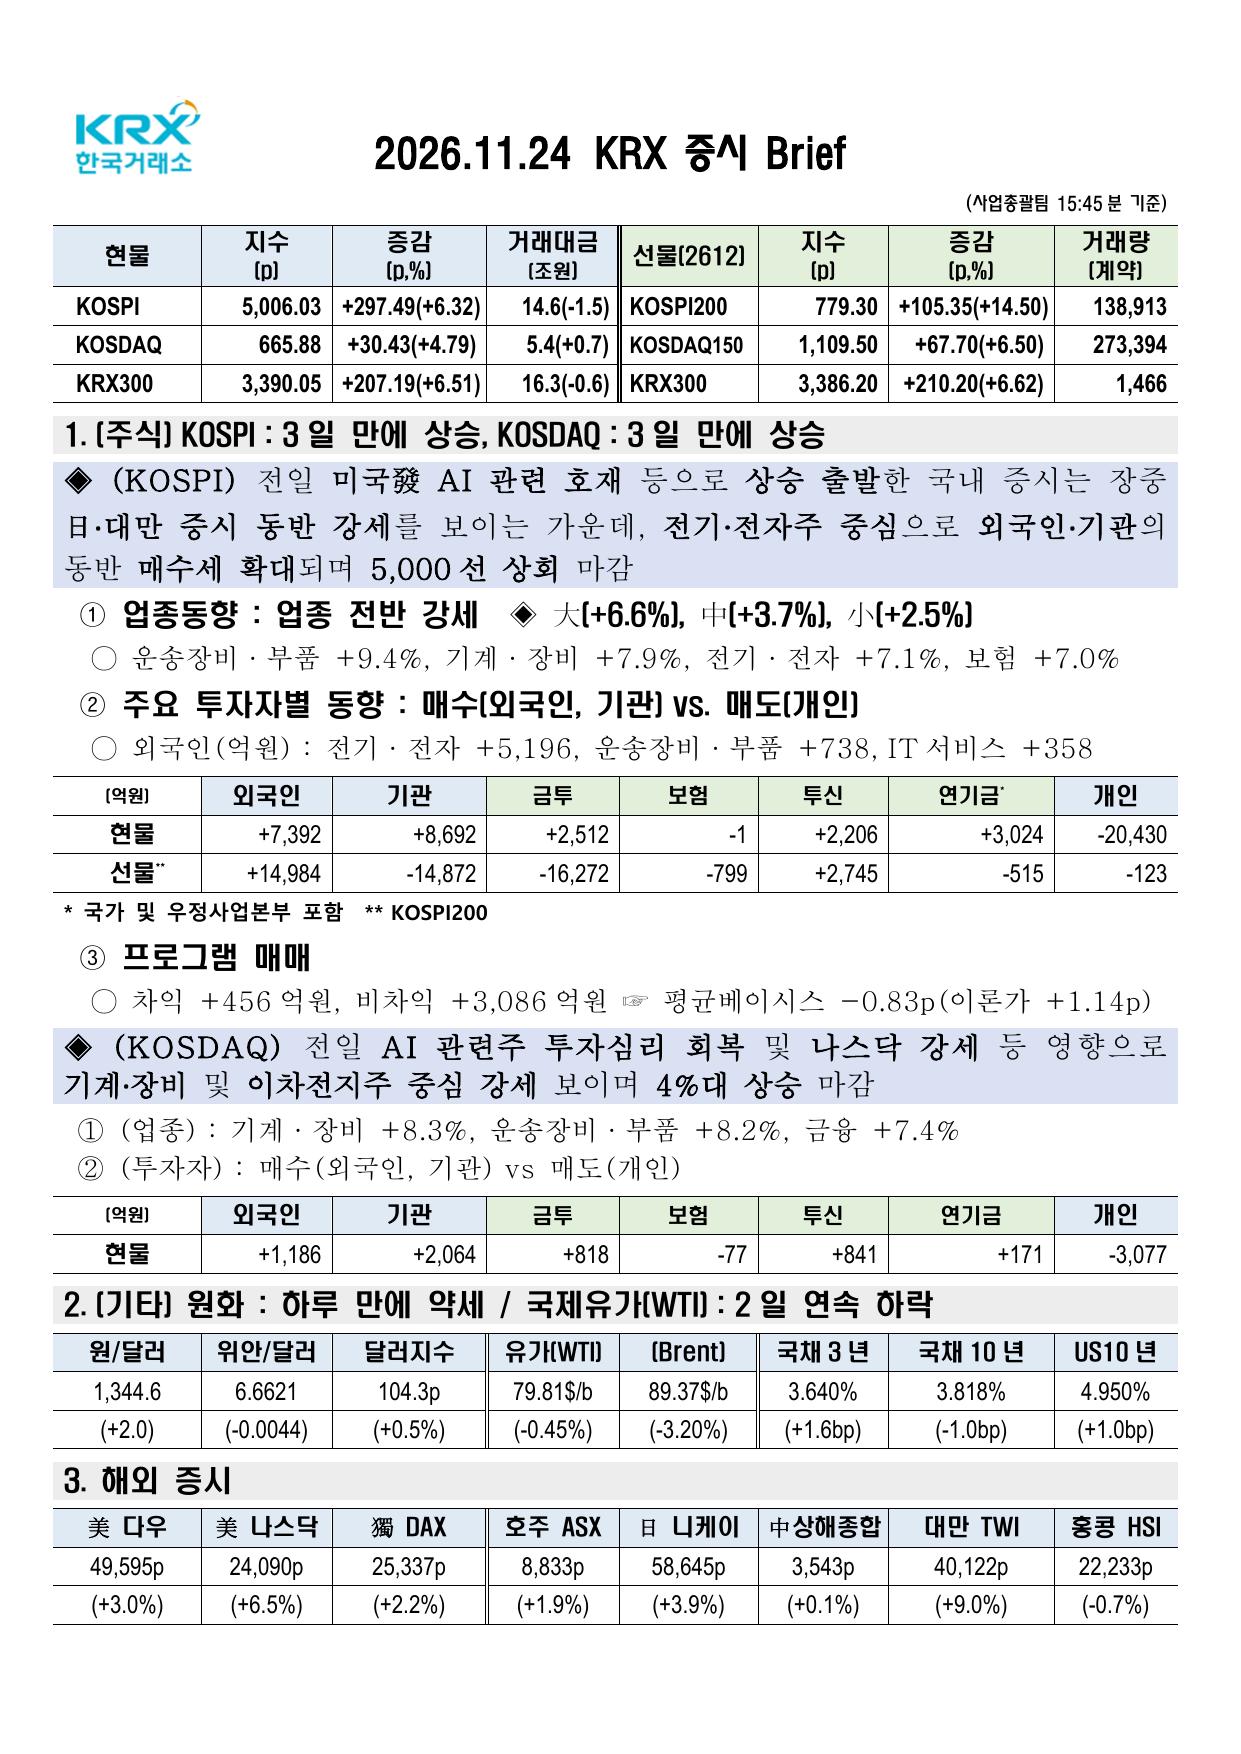 KRX
한국거래소
2026.11.24 KRX 증시 Brief
(사업총괄팀 15:45분 기준)
현물 지수 (p) 증감 (p,%) 거래대금 (조원) 선물(2612) 지수 (p) 증감 (p,%) 거래량 (계약)
KOSPI 5,006.03 +297.49(+6.32) 14.6(-1.5) KOSPI200 779.30 +105.35(+14.50) 138,913
KOSDAQ 665.88 +30.43(+4.79) 5.4(+0.7) KOSDAQ150 1,109.50 +67.70(+6.50) 273,394
KRX300 3,390.05 +207.19(+6.51) 16.3(-0.6) KRX300 3,386.20 +210.20(+6.62) 1,466
1. (주식) KOSPI : 3일 만에 상승, KOSDAQ : 3일 만에 상승
◈ (KOSPI) 전일 미국發 AI 관련 호재 등으로 상승 출발한 국내 증시는 장중
日·대만 증시 동반 강세를 보이는 가운데, 전기·전자주 중심으로 외국인·기관의
동반 매수세 확대되며 5,000선 상회 마감
① 업종동향 : 업종 전반 강세 ◈ 大(+6.6%), 中(+3.7%), 小(+2.5%)
○ 운송장비·부품 +9.4%, 기계·장비 +7.9%, 전기·전자 +7.1%, 보험 +7.0%
② 주요 투자자별 동향 : 매수(외국인, 기관) vs. 매도(개인)
○ 외국인(억원) : 전기·전자 +5,196, 운송장비·부품 +738, IT서비스 +358
(억원) 외국인 기관 금투 보험 투신 연기금* 개인
현물 +7,392 +8,692 +2,512 -1 +2,206 +3,024 -20,430
선물** +14,984 -14,872 -16,272 -799 +2,745 -515 -123
* 국가 및 우정사업본부 포함 ** KOSPI200
③ 프로그램 매매
○ 차익 +456억원, 비차익 +3,086억원 ☞ 평균베이시스 -0.83p(이론가 +1.14p)
◈ (KOSDAQ) 전일 AI 관련주 투자심리 회복 및 나스닥 강세 등 영향으로
기계·장비 및 이차전지주 중심 강세 보이며 4%대 상승 마감
① (업종) : 기계·장비 +8.3%, 운송장비·부품 +8.2%, 금융 +7.4%
② (투자자) : 매수(외국인, 기관) vs 매도(개인)
(억원) 외국인 기관 금투 보험 투신 연기금 개인
현물 +1,186 +2,064 +818 -77 +841 +171 -3,077
2. (기타) 원화 : 하루 만에 약세 / 국제유가(WTI) : 2일 연속 하락
원/달러 위안/달러 달러지수 유가(WTI) (Brent) 국채3년 국채10년 US10년
1,344.6 6.6621 104.3p 79.81$/b 89.37$/b 3.640% 3.818% 4.950%
(+2.0) (-0.0044) (+0.5%) (-0.45%) (-3.20%) (+1.6bp) (-1.0bp) (+1.0bp)
3. 해외 증시
美 다우 美 나스닥 獨 DAX 호주 ASX 日 니케이 中상해종합 대만 TWI 홍콩 HSI
49,595p 24,090p 25,337p 8,833p 58,645p 3,543p 40,122p 22,233p
(+3.0%) (+6.5%) (+2.2%) (+1.9%) (+3.9%) (+0.1%) (+9.0%) (-0.7%)